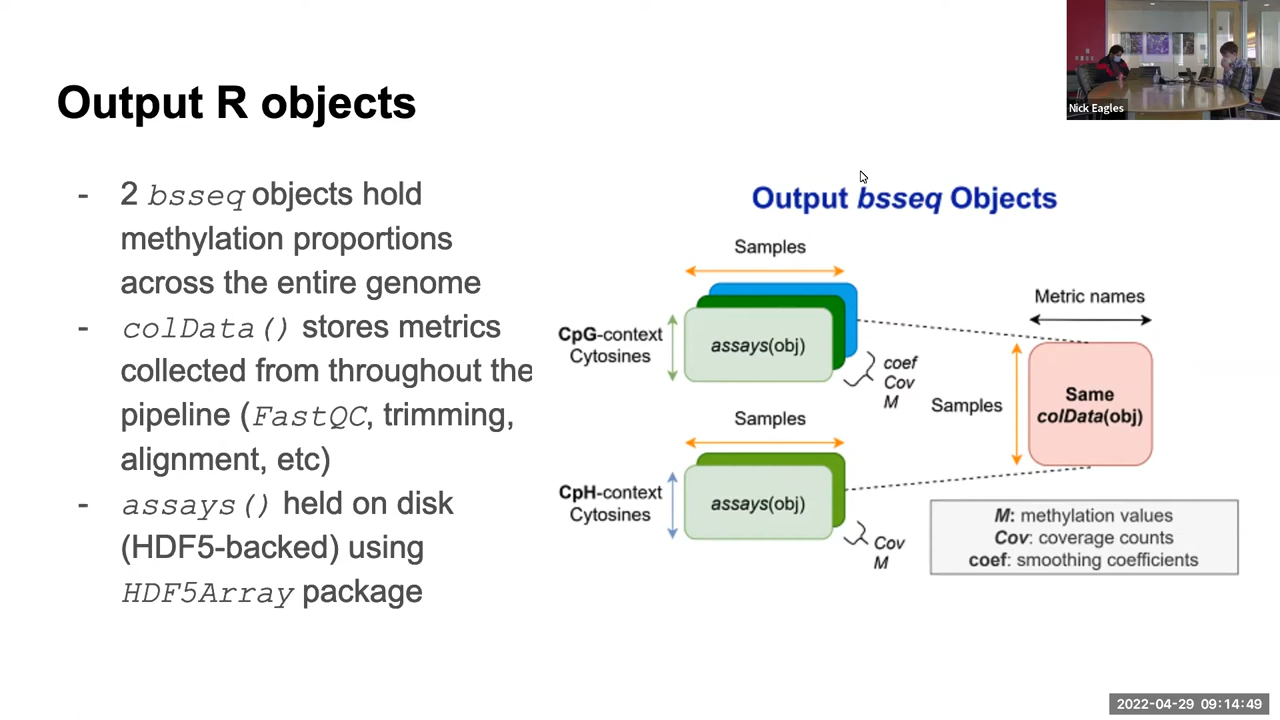 Nick Eagles
Output R objects
- 2 bsseq objects hold
methylation proportions
across the entire genome
- colData() stores metrics
collected from throughout the
pipeline (FastQC, trimming,
alignment, etc)
- assays() held on disk
(HDF5-backed) using
HDF5Array package
Output bsseq Objects
Samples
CpG-context
Cytosines
assays(obj)
coef
Cov
M
Samples
CpH-context
Cytosines
assays(obj)
Cov
M
Metric names
Samples
Same
colData(obj)
M: methylation values
Cov: coverage counts
coef: smoothing coefficients
2022-04-29 09:14:49